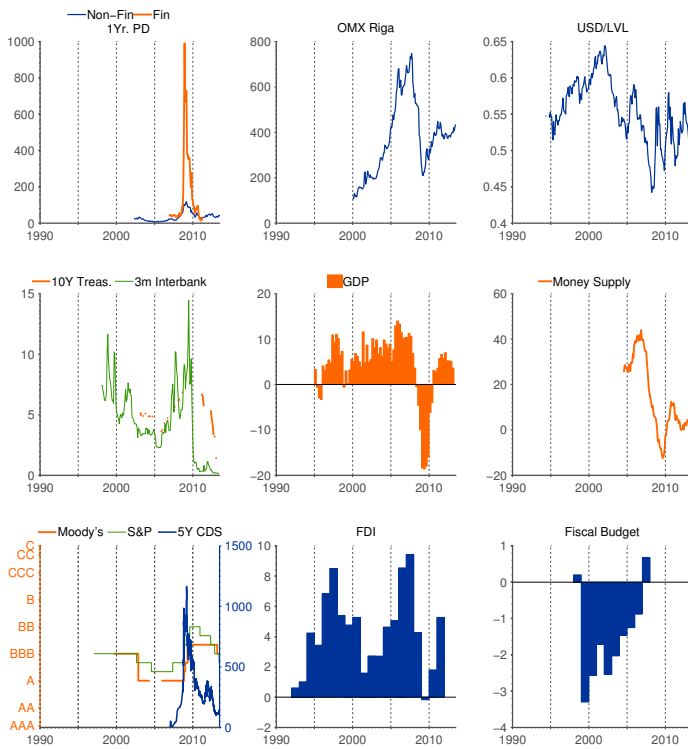 Non-Fin Fin
1Yr. PD
OMX Riga
USD/LVL
1000
800
600
400
200
0
1990 2000 2010
800
600
400
200
0
1990 2000 2010
0.65
0.6
0.55
0.5
0.45
0.4
1990 2000 2010
10Y Treas. 3m Interbank
GDP
Money Supply
15
10
5
0
1990 2000 2010
20
10
0
−10
−20
1990 2000 2010
60
40
20
0
−20
1990 2000 2010
Moody's S&P 5Y CDS
FDI
Fiscal Budget
C
CC
CCC
B
BB
BBB
A
AA
AAA
1500
1000
500
0
1990 2000 2010
10
8
6
4
2
0
−2
1990 2000 2010
1
0
−1
−2
−3
−4
1990 2000 2010